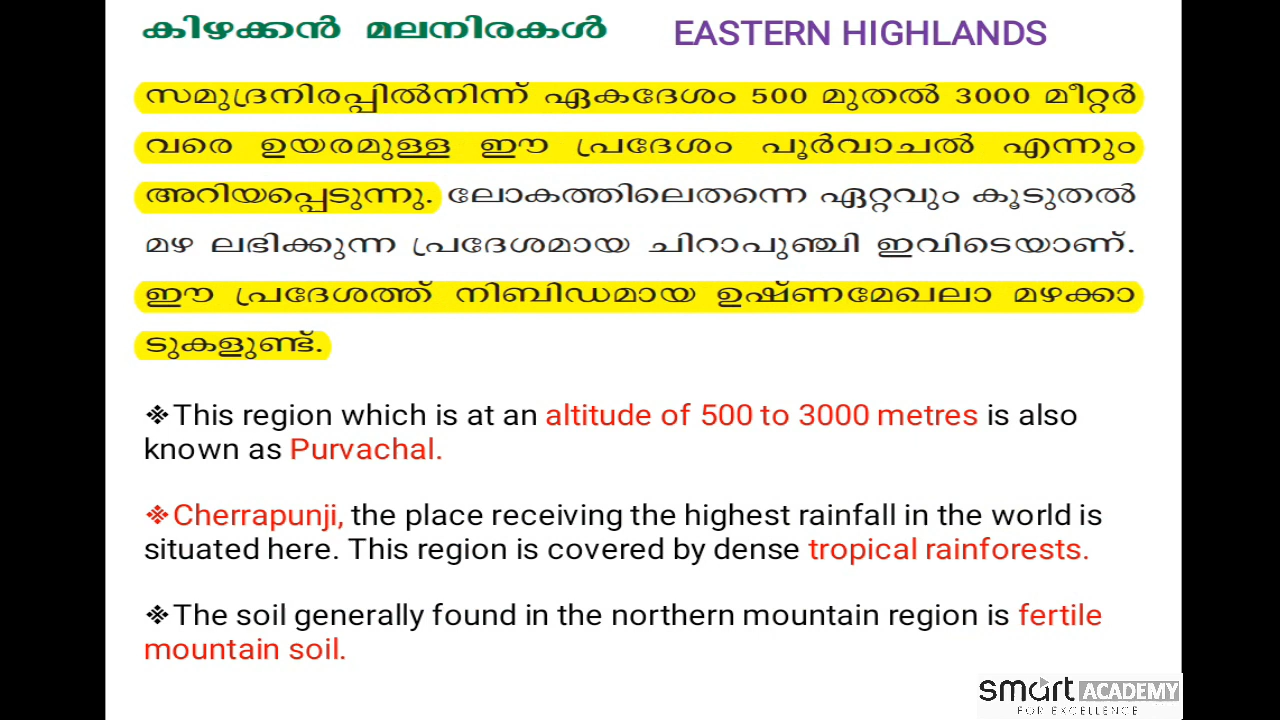 കിഴക്കൻ മലനിരകൾ EASTERN HIGHLANDS
സമുദ്രനിരപ്പിൽനിന്ന് ഏകദേശം 500 മുതൽ 3000 മീറ്റർ
വരെ ഉയരമുള്ള ഈ പ്രദേശം പൂർവാചൽ എന്നും
അറിയപ്പെടുന്നു. ലോകത്തിലെതന്നെ ഏറ്റവും കൂടുതൽ
മഴ ലഭിക്കുന്ന പ്രദേശമായ ചിറാപുഞ്ചി ഇവിടെയാണ്.
ഈ പ്രദേശത്ത് നിബിഡമായ ഉഷ്ണമേഖലാ മഴക്കാ
ടുകളുണ്ട്.
❖This region which is at an altitude of 500 to 3000 metres is also
known as Purvachal.
❖Cherrapunji, the place receiving the highest rainfall in the world is
situated here. This region is covered by dense tropical rainforests.
❖The soil generally found in the northern mountain region is fertile
mountain soil.
smart ACADEMY
FOR EXCELLENCE